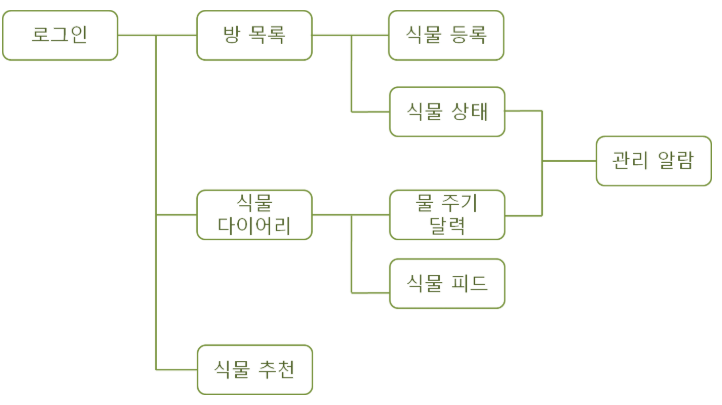 로그인
방 목록
식물 등록
식물 상태
관리 알람
식물
다이어리
물 주기
달력
식물 피드
식물 추천